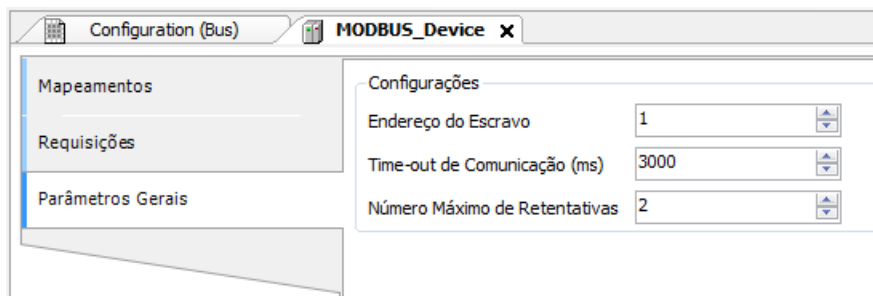 Configuration (Bus) MODBUS_Device x
Mapeamentos
Requisições
Parâmetros Gerais
Configurações
Endereço do Escravo 1
Time-out de Comunicação (ms) 3000
Número Máximo de Retentativas 2